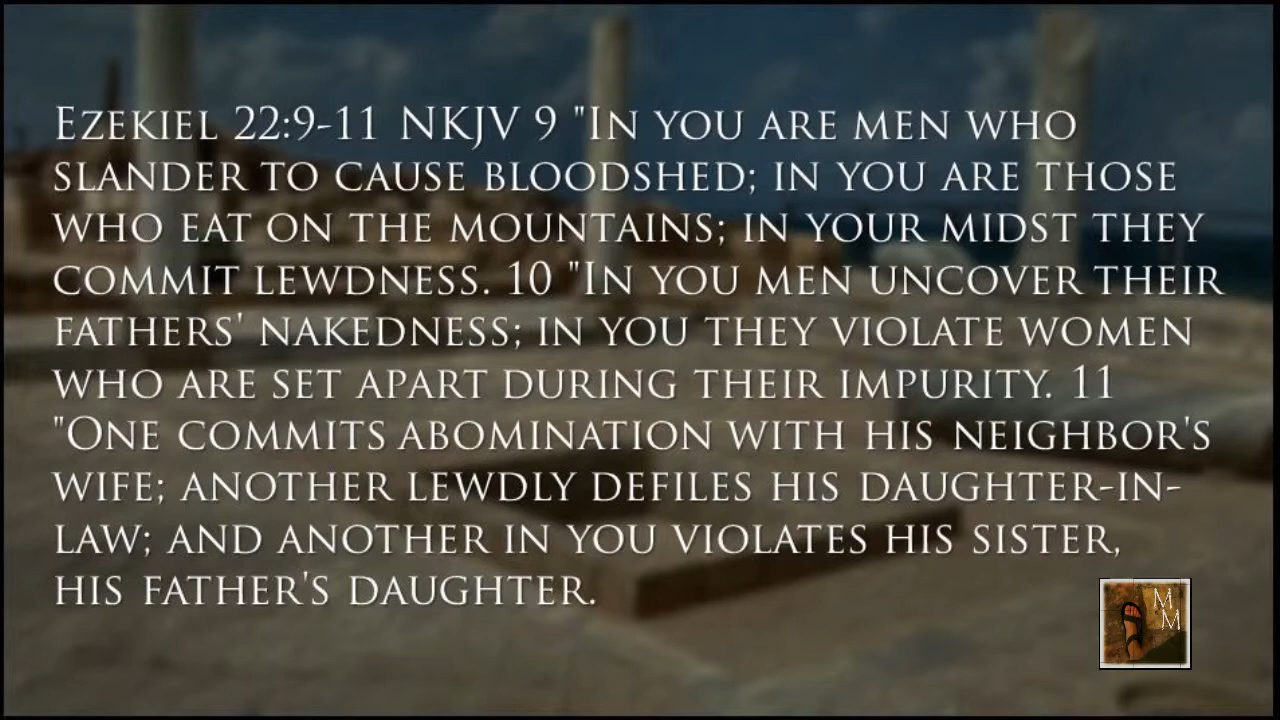 Ezekiel 22:9-11 NKJV 9 "In you are men who
slander to cause bloodshed; in you are those
who eat on the mountains; in your midst they
commit lewdness. 10 "In you men uncover their
fathers' nakedness; in you they violate women
who are set apart during their impurity. 11
"One commits abomination with his neighbor's
wife; another lewdly defiles his daughter-in-
law; and another in you violates his sister,
his father's daughter.
M
M